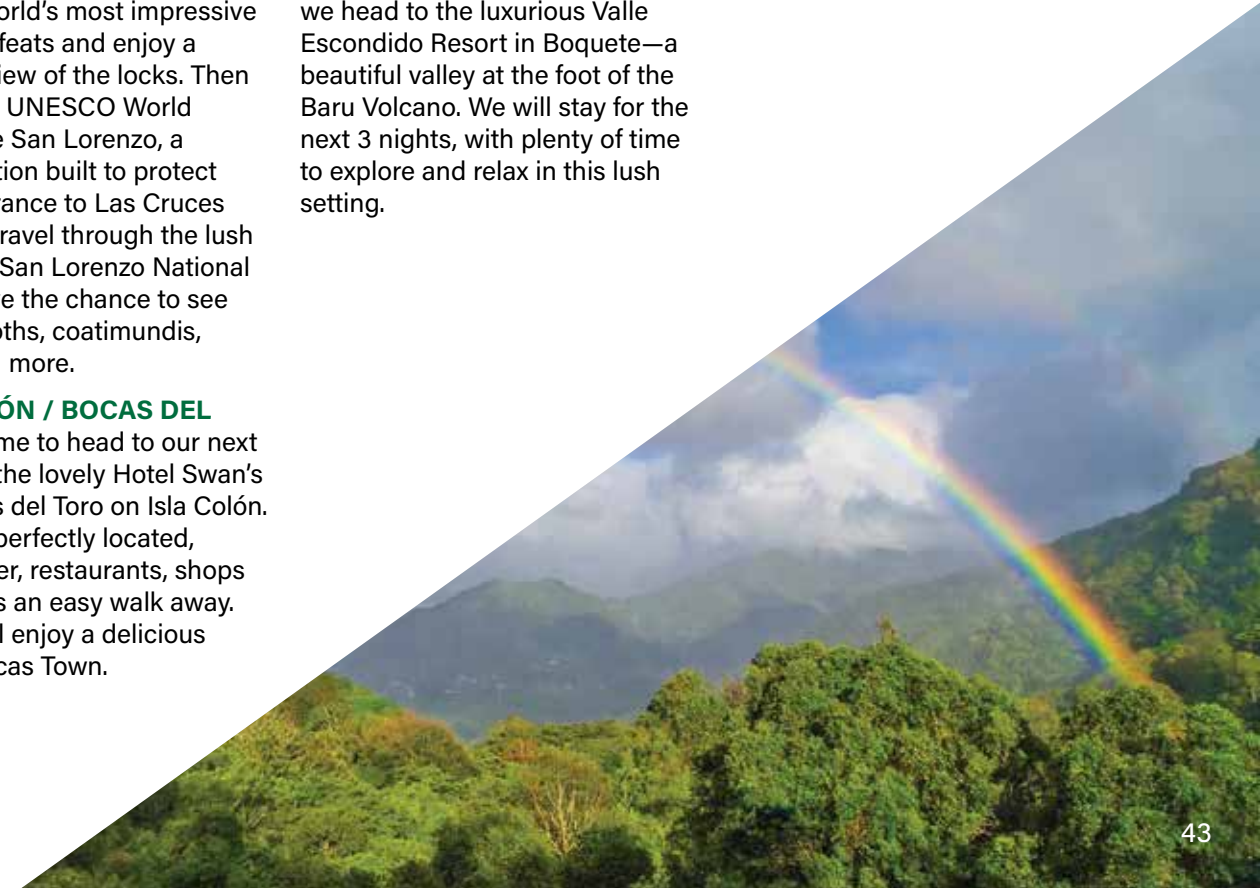 orld's most impressive
feats and enjoy a
iew of the locks. Then
UNESCO World
e San Lorenzo, a
tion built to protect
rance to Las Cruces
ravel through the lush
San Lorenzo National
e the chance to see
oths, coatimundis,
more.
ÓN / BOCAS DEL
me to head to our next
the lovely Hotel Swan's
s del Toro on Isla Colón.
perfectly located,
er, restaurants, shops
s an easy walk away.
l enjoy a delicious
cas Town.
we head to the luxurious Valle
Escondido Resort in Boquete—a
beautiful valley at the foot of the
Baru Volcano. We will stay for the
next 3 nights, with plenty of time
to explore and relax in this lush
setting.
43